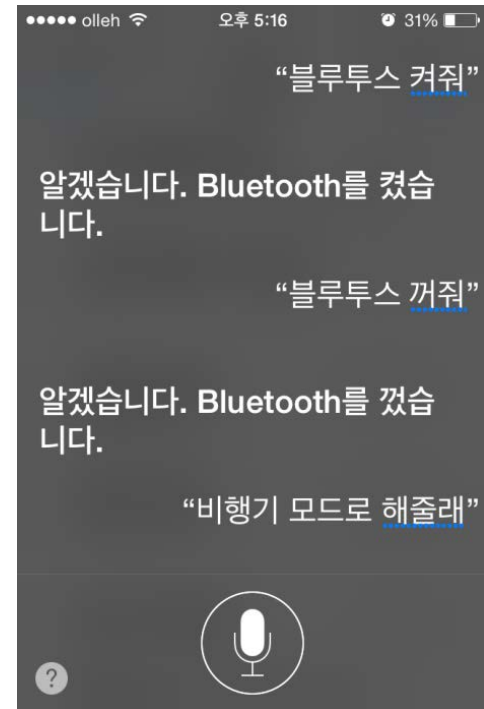 ●●●●● olleh 오후 5:16 31%
“블루투스 켜줘”
알겠습니다. Bluetooth를 켰습
니다.
“블루투스 꺼줘”
알겠습니다. Bluetooth를 껐습
니다.
“비행기 모드로 해줄래”
?